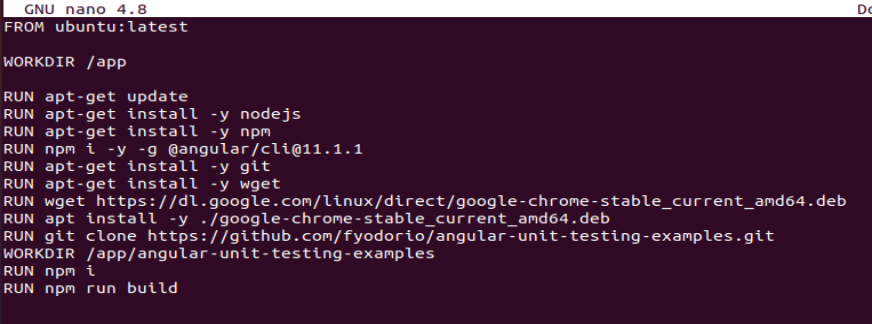 GNU nano 4.8 Do
FROM ubuntu:latest
WORKDIR /app
RUN apt-get update
RUN apt-get install -y nodejs
RUN apt-get install -y npm
RUN npm i -y -g @angular/cli@11.1.1
RUN apt-get install -y git
RUN apt-get install -y wget
RUN wget https://dl.google.com/linux/direct/google-chrome-stable_current_amd64.deb
RUN apt install -y ./google-chrome-stable_current_amd64.deb
RUN git clone https://github.com/fyodorio/angular-unit-testing-examples.git
WORKDIR /app/angular-unit-testing-examples
RUN npm i
RUN npm run build